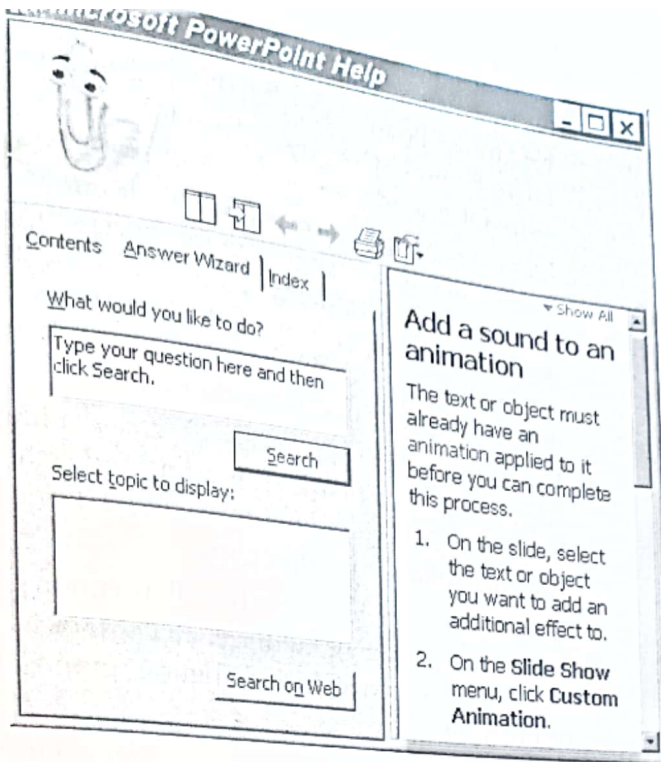 Microsoft PowerPoint Help
Contents Answer Wizard Index
What would you like to do?
Type your question here and then
click Search.
Search
Select topic to display:
Search on Web
Show All
Add a sound to an
animation
The text or object must
already have an
animation applied to it
before you can complete
this process.
1. On the slide, select
the text or object
you want to add an
additional effect to.
2. On the Slide Show
menu, click Custom
Animation.